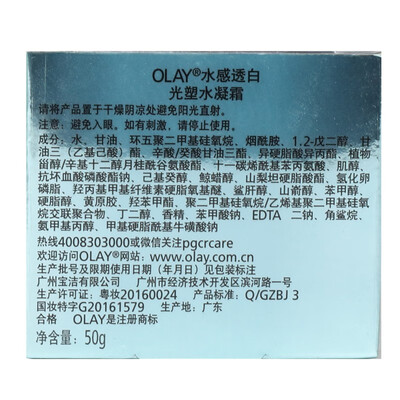 OLAY®水感透白
光塑水凝霜
请将产品置于干燥阴凉处避免阳光直射。
注意：避免入眼。如有刺激，请停止使用。
成分：水、甘油、环五聚二甲基硅氧烷、烟酰胺、1.2-戊二醇、甘
油三（乙基己酸）酯、辛酸/癸酸甘油三酯、异硬脂酸异丙酯、植物甾
醇/辛基十二醇月桂酰谷氨酸酯、十一碳烯酰基苯丙氨酸、肌醇、
抗坏血酸磷酸酯钠、己基癸醇、鲸蜡醇、山梨坦硬脂酸酯、氢化卵
磷脂、羟丙基甲基纤维素硬脂氧基醚、鲨肝醇、山嵛醇、苯甲醇、
硬脂醇、黄原胶、羟苯甲酯、聚二甲基硅氧烷/乙烯基聚二甲基硅氧
烷交联聚合物、丁二醇、香精、苯甲酸钠、EDTA 二钠、角鲨烷、
氨甲基丙醇、甲基硬脂酰基牛磺酸钠
热线4008303000或微信关注pgcrcare
欢迎访问OLAY®网站：www.olay.com.cn
生产批号及限期使用日期（年月日）见包装标注
广州宝洁有限公司 广州市经济技术开发区滨河路一号
生产许可证：粤妆20160024 产品标准号：Q/GZBJ 3
国妆特字G20161579 生产地：广东
合格 OLAY是注册商标
净含量：50g